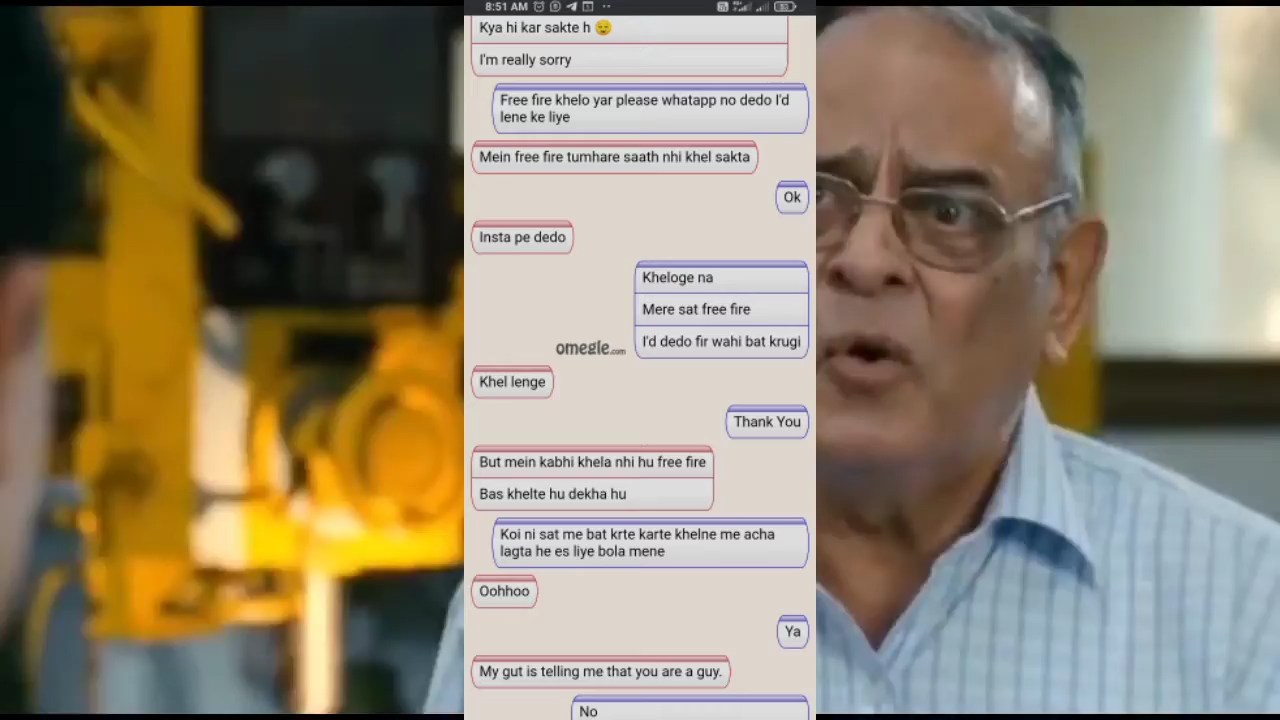 8:51 AM
Kya hi kar sakte h
I'm really sorry
Free fire khelo yar please whatapp no dedo I'd
lene ke liye
Mein free fire tumhare saath nhi khel sakta
Ok
Insta pe dedo
Kheloge na
Mere sat free fire
I'd dedo fir wahi bat krugi
omegle.com
Khel lenge
Thank You
But mein kabhi khela nhi hu free fire
Bas khelte hu dekha hu
Koi ni sat me bat krte karte khelne me acha
lagta he es liye bola mene
Oohhoo
Ya
My gut is telling me that you are a guy.
No